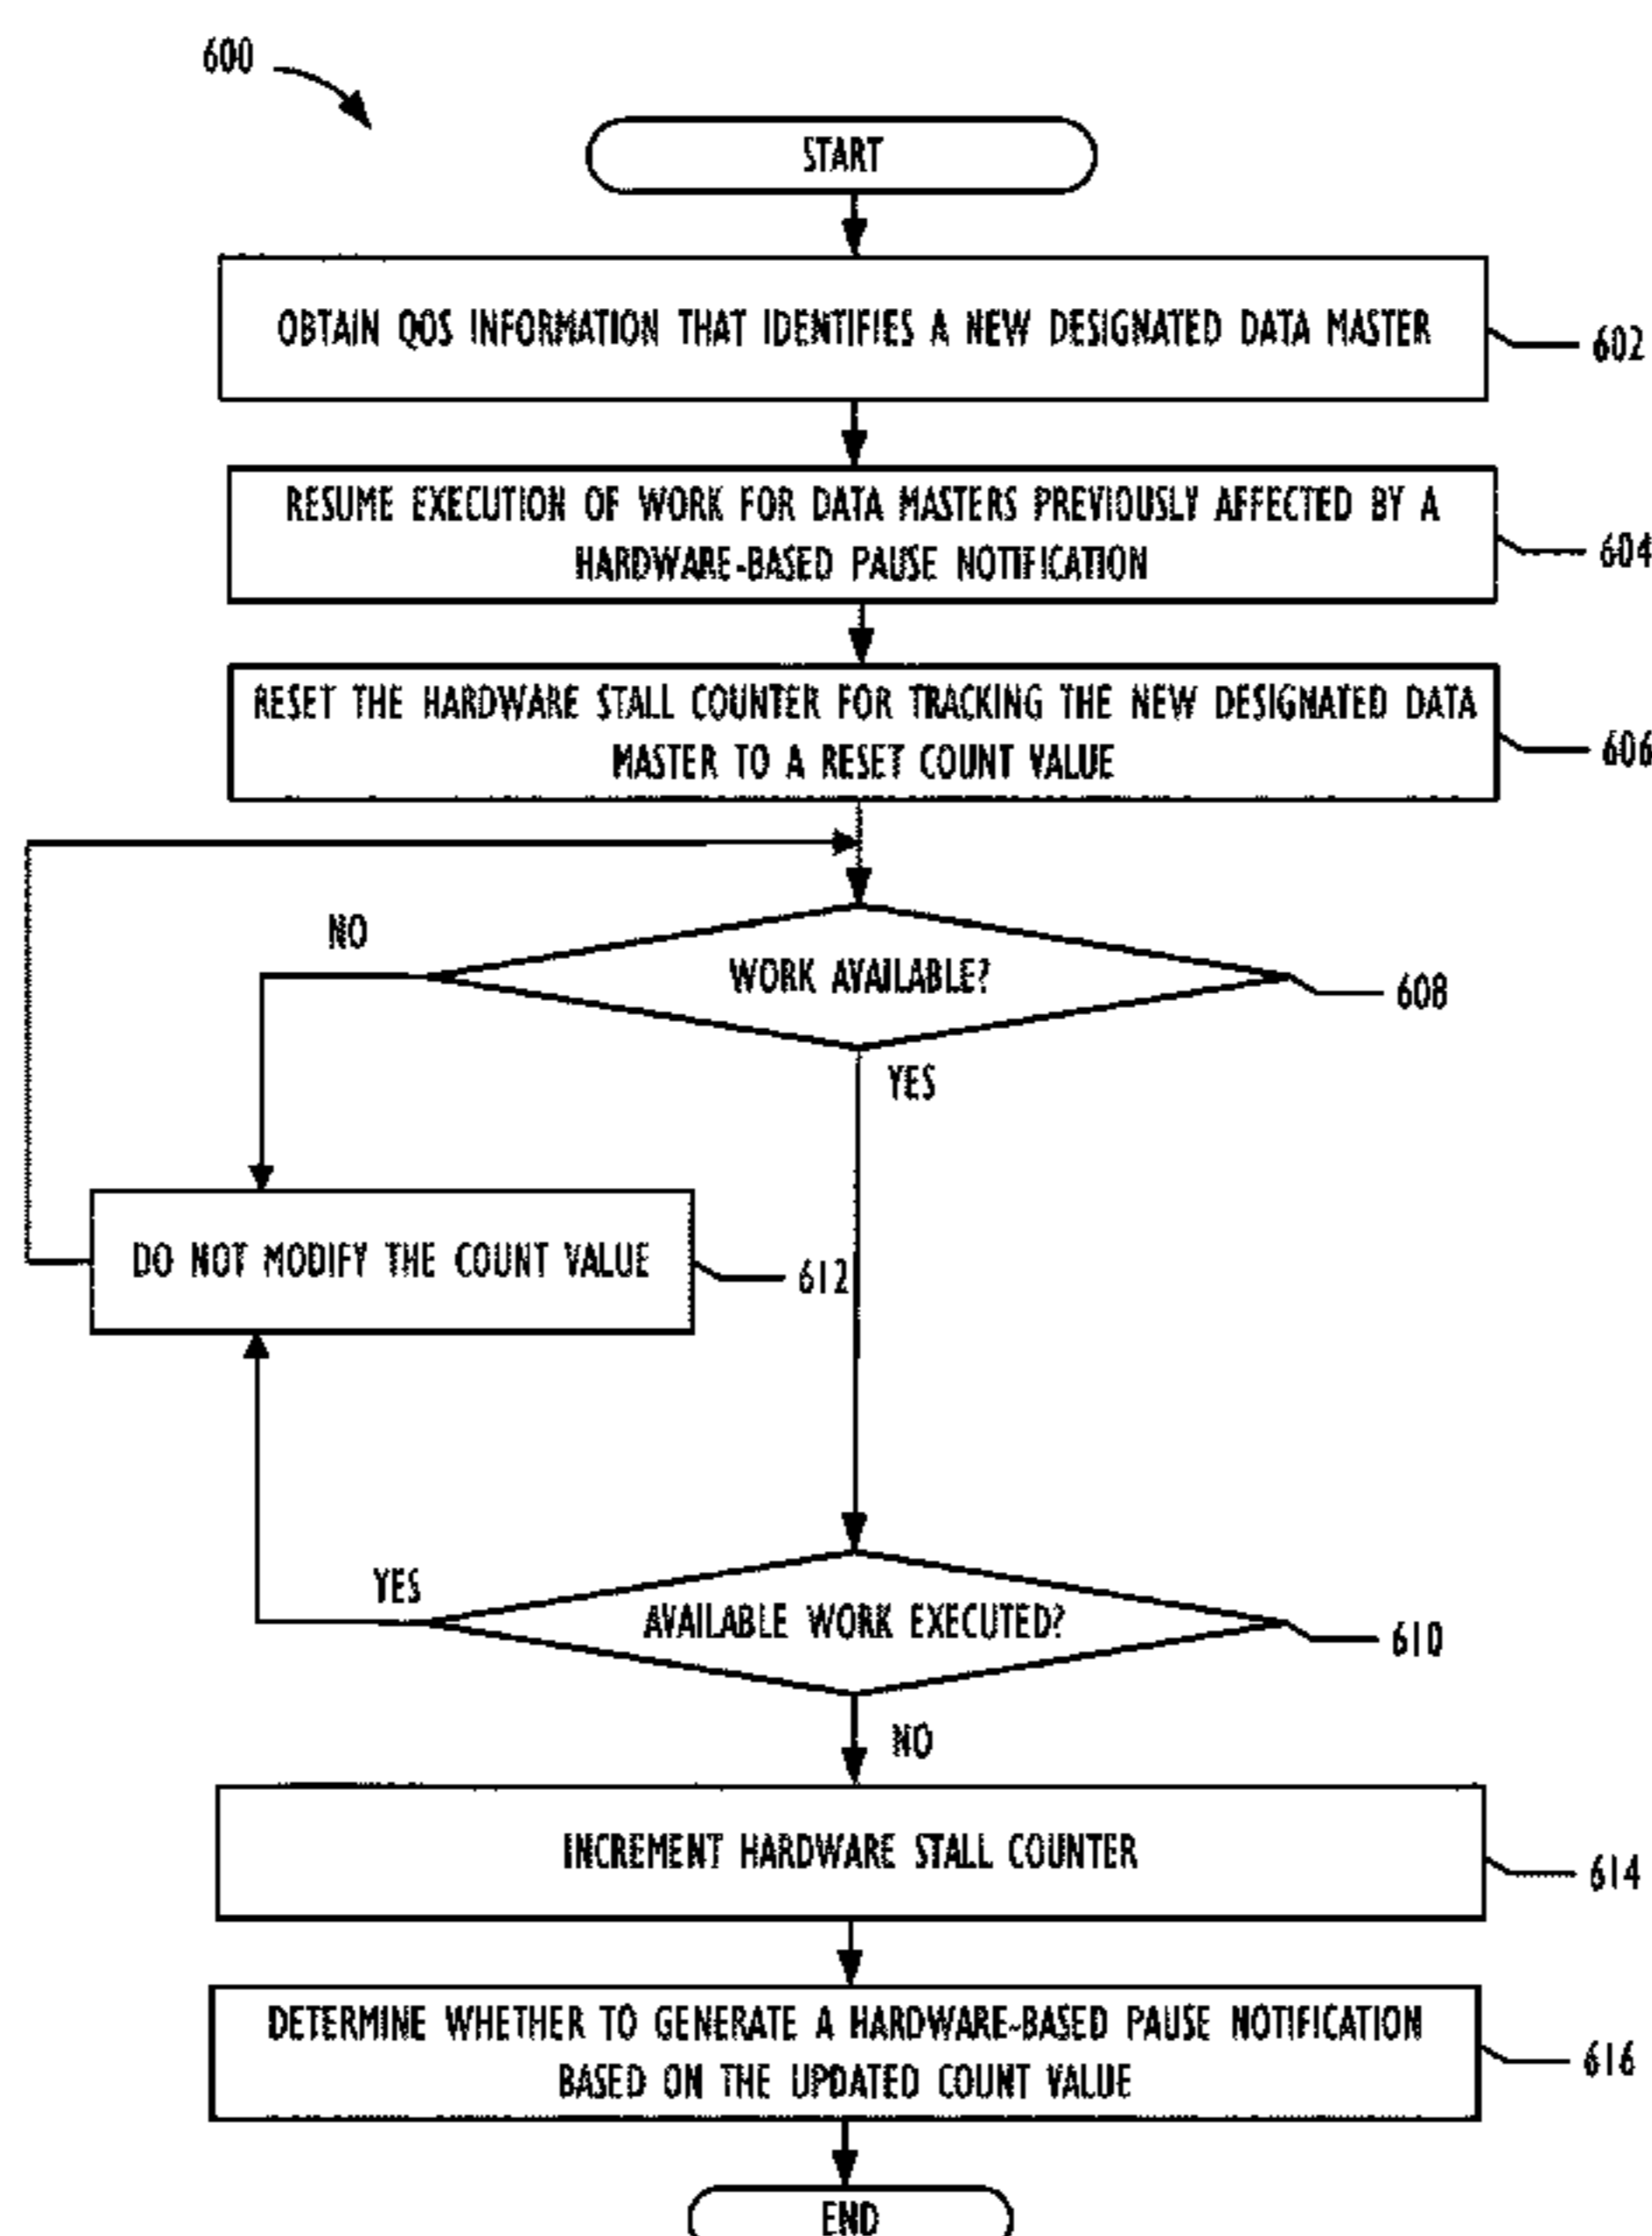 600
START
OBTAIN QOS INFORMATION THAT IDENTIFIES A NEW DESIGNATED DATA MASTER
602
RESUME EXECUTION OF WORK FOR DATA MASTERS PREVIOUSLY AFFECTED BY A
HARDWARE-BASED PAUSE NOTIFICATION
604
RESET THE HARDWARE STALL COUNTER FOR TRACKING THE NEW DESIGNATED DATA
MASTER TO A RESET COUNT VALUE
606
NO
WORK AVAILABLE?
608
YES
DO NOT MODIFY THE COUNT VALUE
612
YES
AVAILABLE WORK EXECUTED?
610
NO
INCREMENT HARDWARE STALL COUNTER
614
DETERMINE WHETHER TO GENERATE A HARDWARE-BASED PAUSE NOTIFICATION
BASED ON THE UPDATED COUNT VALUE
616
END